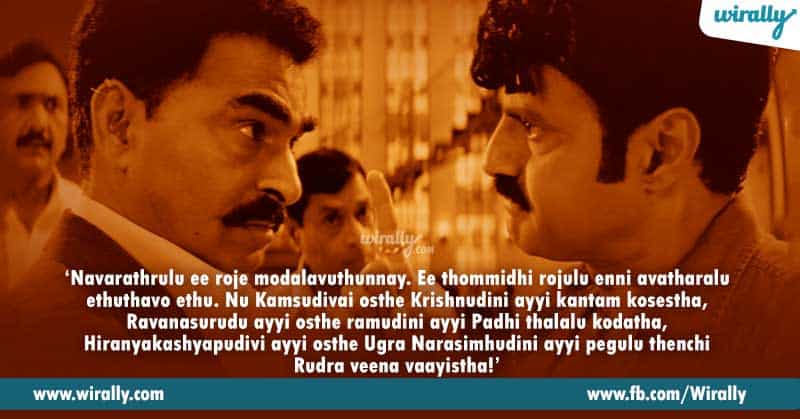 wirally
wirally
.com
‘Navarathrulu ee roje modalavuthunnay. Ee thommidhi rojulu enni avatharalu
ethuthavo ethu. Nu Kamsudivai osthe Krishnudini ayyi kantam kosestha,
Ravanasurudu ayyi osthe ramudini ayyi Padhi thalalu kodatha,
Hiranyakashyapudivi ayyi osthe Ugra Narasimhudini ayyi pegulu thenchi
Rudra veena vaayistha!’
www.wirally.com
www.fb.com/Wirally